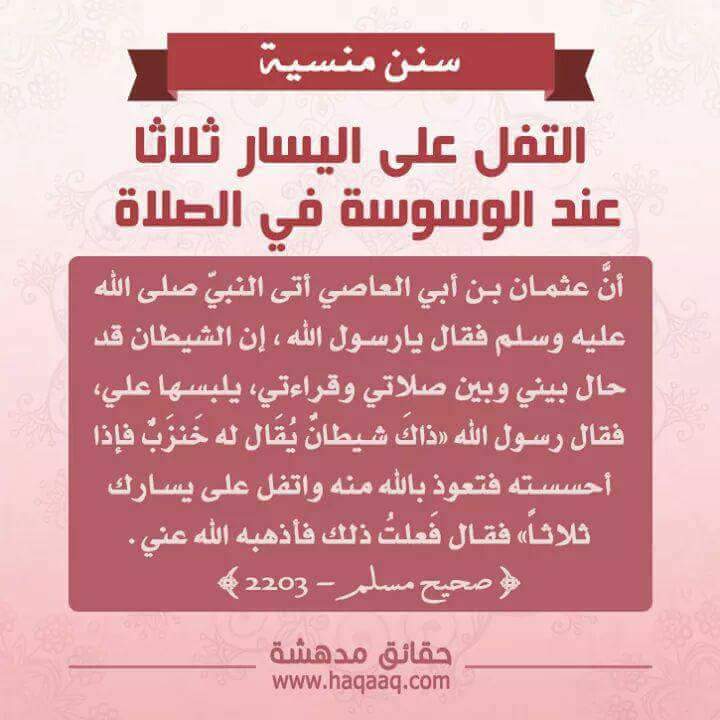 سنن منسية
التفل على اليسار ثلاثا
عند الوسوسة في الصلاة
أنَّ عثمان بن أبي العاصي أتى النبيّ صلى الله
عليه وسلم فقال يارسول الله ، إن الشيطان قد
حال بيني وبين صلاتي وقراءتي، يلبسها علي،
فقال رسول الله «ذاكَ شيطانٌ يُقَال له خَنزَبٌ فإذا
أحسسته فتعوذ بالله منه واتفل على يسارك
ثلاثاً» فقال فَعلتُ ذلك فأذهبه الله عني .
﴿ صحيح مسلم – 2203 ﴾
حقائق مدهشة
www.haqaaq.com